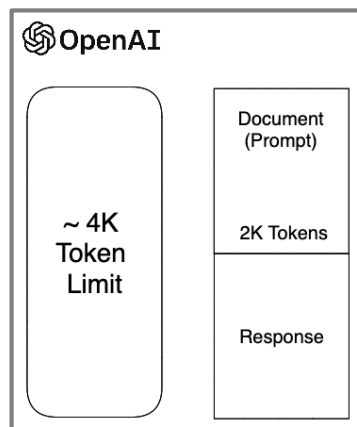 OpenAI
~ 4K
Token
Limit
Document
(Prompt)
2K Tokens
Response